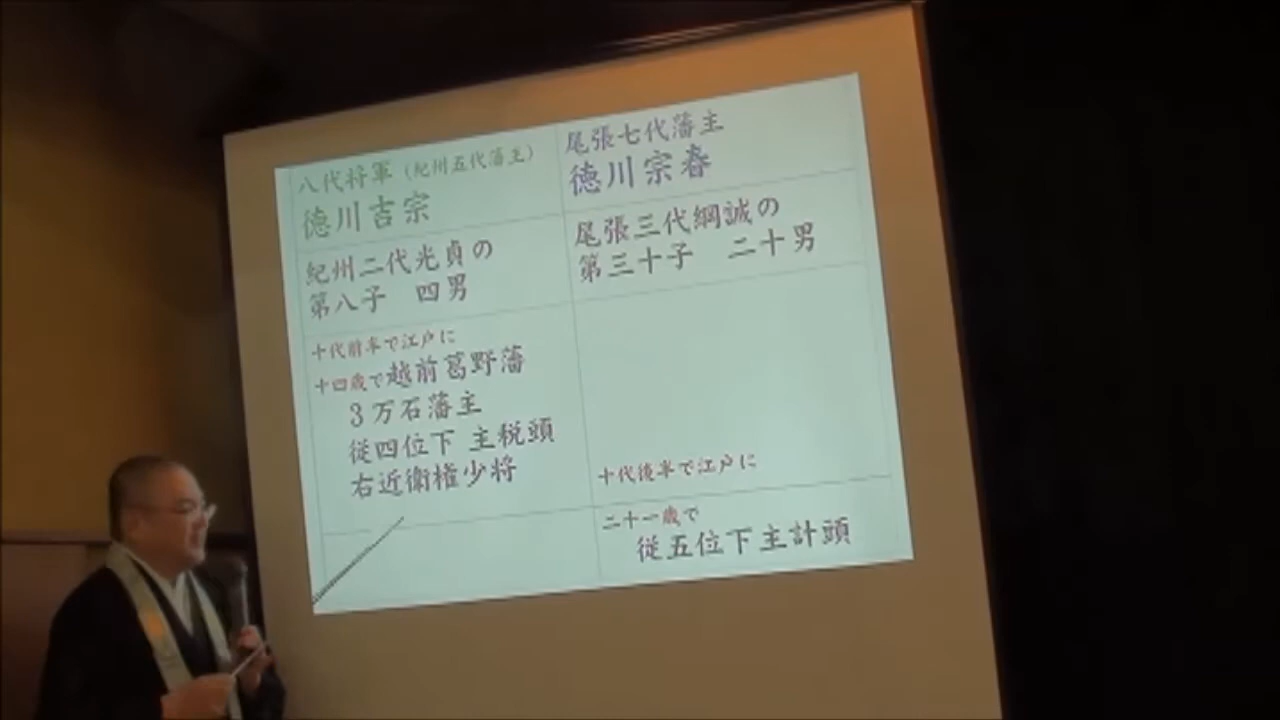 八代将軍（紀州五代藩主）
徳川吉宗
紀州二代光貞の
第八子　四男
十代前半で江戸に
十四歳で越前葛野藩
３万石藩主
従四位下 主税頭
右近衛権少将
尾張七代藩主
徳川宗春
尾張三代綱誠の
第三十子　二十男
十代後半で江戸に
二十一歳で
従五位下主計頭